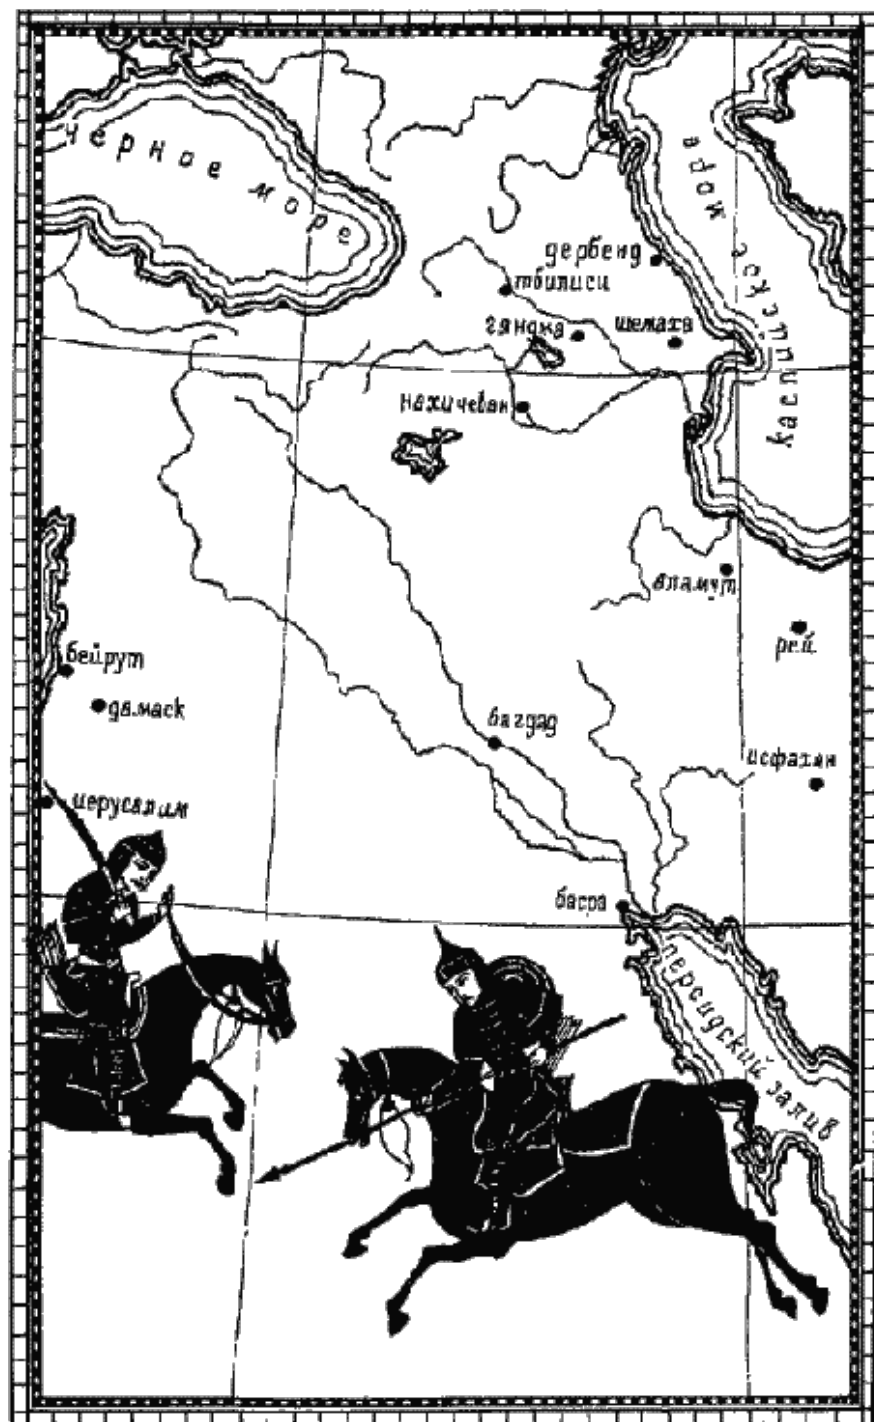 черное море
каспийское море
дербенд
тбилиси
гянджа
шемаха
нахичеван
аламут
рей
бейрут
дамаск
багдад
исфахан
иерусалим
басра
персидский залив